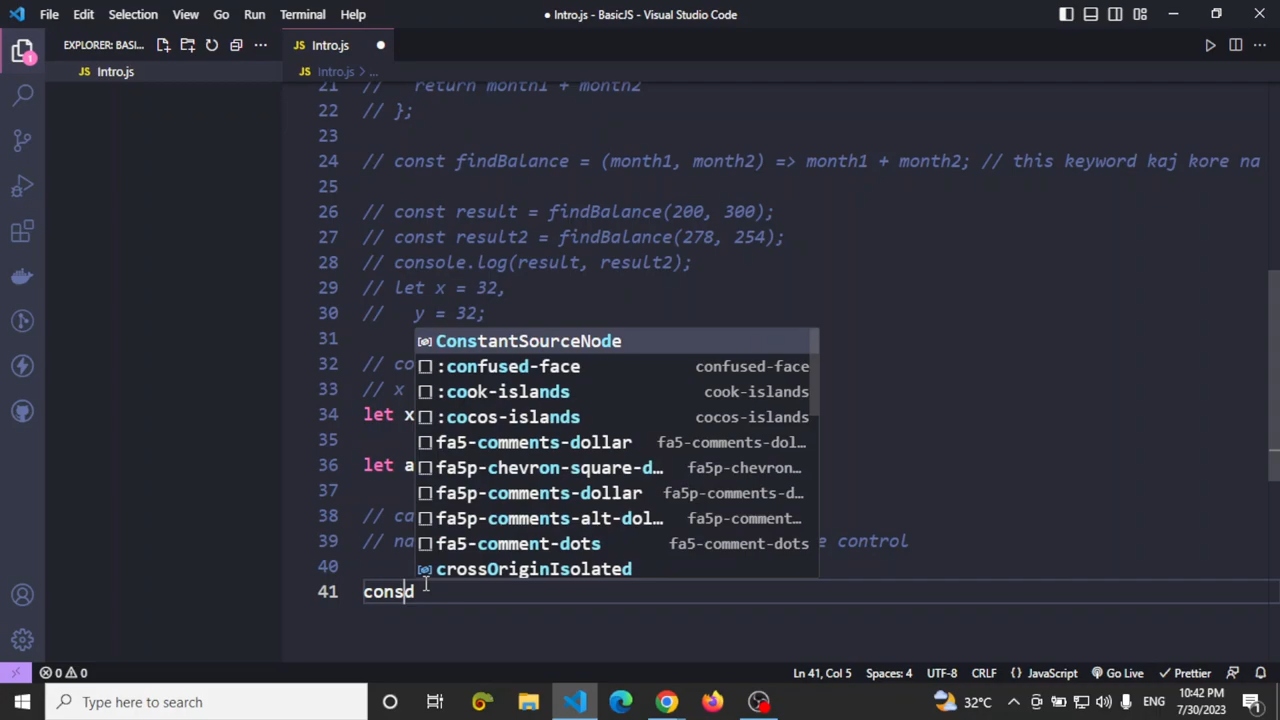 File Edit Selection View Go Run Terminal Help
● Intro.js - BasicJS - Visual Studio Code
EXPLORER: BASI...
JS Intro.js
JS Intro.js ●
JS Intro.js > ...
21 // return month1 + month2
22 // };
23
24 // const findBalance = (month1, month2) => month1 + month2; // this keyword kaj kore na
25
26 // const result = findBalance(200, 300);
27 // const result2 = findBalance(278, 254);
28 // console.log(result, result2);
29 // let x = 32,
30 // y = 32;
31
32 // co
33 // x
34 let x
35
36 let a
37
38 // ca
39 // na
e control
40
41 consd
ConstantSourceNode
:confused-face confused-face
:cook-islands cook-islands
:cocos-islands cocos-islands
fa5-comments-dollar fa5-comments-dol...
fa5p-chevron-square-d... fa5p-chevron...
fa5p-comments-dollar fa5p-comments-d...
fa5p-comments-alt-dol... fa5p-comment...
fa5-comment-dots fa5-comment-dots
crossOriginIsolated
0 0
Ln 41, Col 5 Spaces: 4 UTF-8 CRLF {} JavaScript Go Live Prettier
Type here to search
32°C
ENG
10:42 PM
7/30/2023
1
1